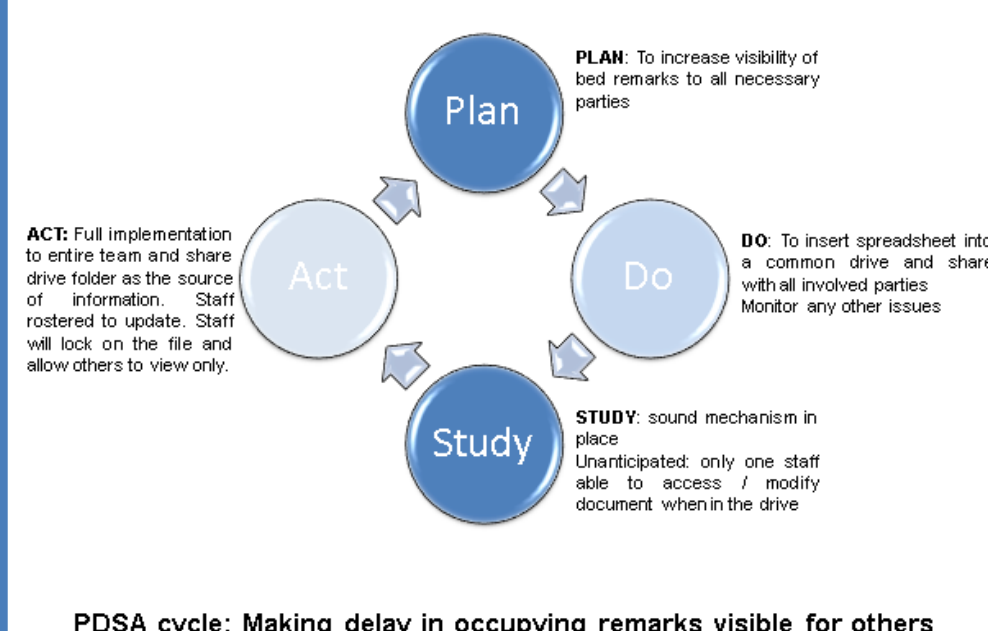 Plan
PLAN: To increase visibility of
bed remarks to all necessary
parties
Do
DO: To insert spreadsheet into
a common drive and share
with all involved parties
Monitor any other issues
Study
STUDY: sound mechanism in
place
Unanticipated: only one staff
able to access / modify
document when in the drive
Act
ACT: Full implementation
to entire team and share
drive folder as the source
of information. Staff
rostered to update. Staff
will lock on the file and
allow others to view only.
PDSA cycle: Making delay in occupying remarks visible for others